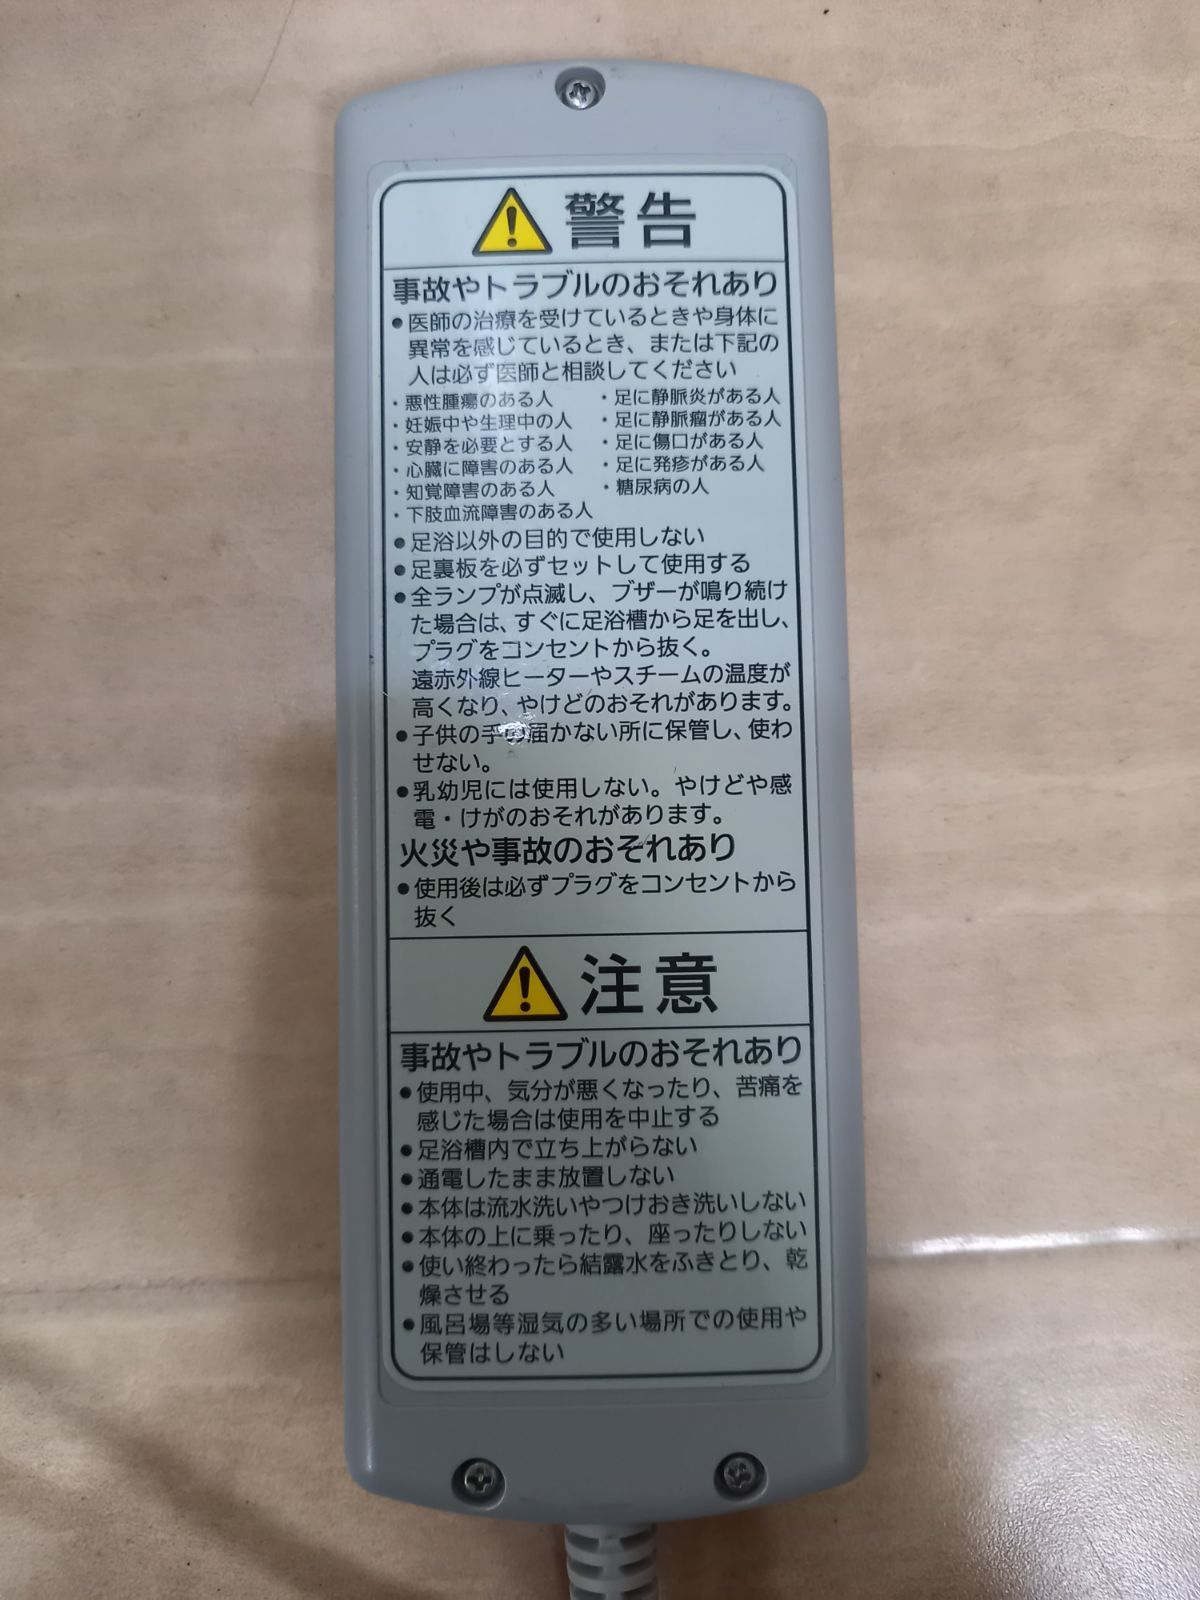 警告
事故やトラブルのおそれあり
●医師の治療を受けているときや身体に
異常を感じているとき、または下記の
人は必ず医師と相談してください
・悪性腫瘍のある人 ・足に静脈炎がある人
・妊娠中や生理中の人 ・足に静脈瘤がある人
・安静を必要とする人 ・足に傷口がある人
・心臓に障害のある人 ・足に発疹がある人
・知覚障害のある人 ・糖尿病の人
・下肢血流障害のある人
●足浴以外の目的で使用しない
●足裏板を必ずセットして使用する
●全ランプが点滅し、ブザーが鳴り続け
た場合は、すぐに足浴槽から足を出し、
プラグをコンセントから抜く。
遠赤外線ヒーターやスチームの温度が
高くなり、やけどのおそれがあります。
●子供の手の届かない所に保管し、使わ
せない。
●乳幼児には使用しない。やけどや感
電・けがのおそれがあります。
火災や事故のおそれあり
●使用後は必ずプラグをコンセントから
抜く
注意
事故やトラブルのおそれあり
●使用中、気分が悪くなったり、苦痛を
感じた場合は使用を中止する
●足浴槽内で立ち上がらない
●通電したまま放置しない
●本体は流水洗いやつけおき洗いしない
●本体の上に乗ったり、座ったりしない
●使い終わったら結露水をふきとり、乾
燥させる
●風呂場等湿気の多い場所での使用や
保管はしない